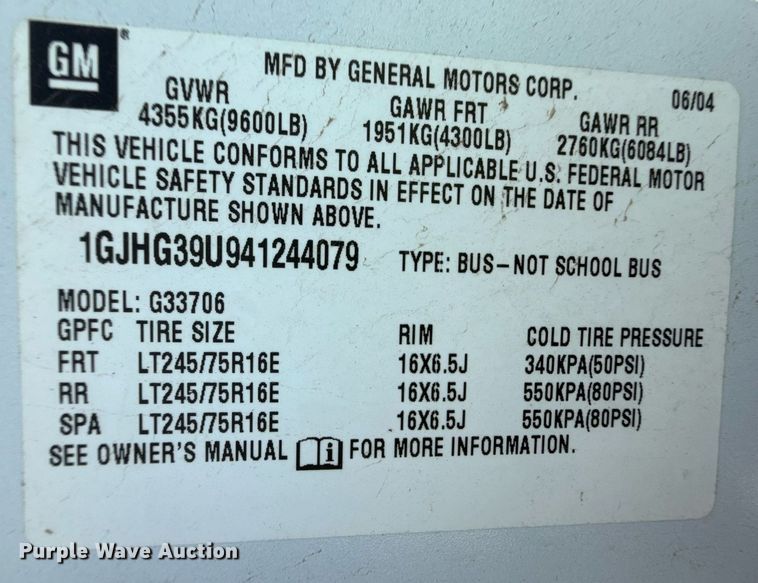 GM
MFD BY GENERAL MOTORS CORP. 06/04
GVWR GAWR FRT GAWR RR
4355KG(9600LB) 1951KG(4300LB) 2760KG(6084LB)
THIS VEHICLE CONFORMS TO ALL APPLICABLE U.S. FEDERAL MOTOR
VEHICLE SAFETY STANDARDS IN EFFECT ON THE DATE OF
MANUFACTURE SHOWN ABOVE.
1GJHG39U941244079 TYPE: BUS-NOT SCHOOL BUS
MODEL: G33706
GPFC TIRE SIZE RIM COLD TIRE PRESSURE
FRT LT245/75R16E 16X6.5J 340KPA(50PSI)
RR LT245/75R16E 16X6.5J 550KPA(80PSI)
SPA LT245/75R16E 16X6.5J 550KPA(80PSI)
SEE OWNER'S MANUAL i FOR MORE INFORMATION.
Purple Wave Auction